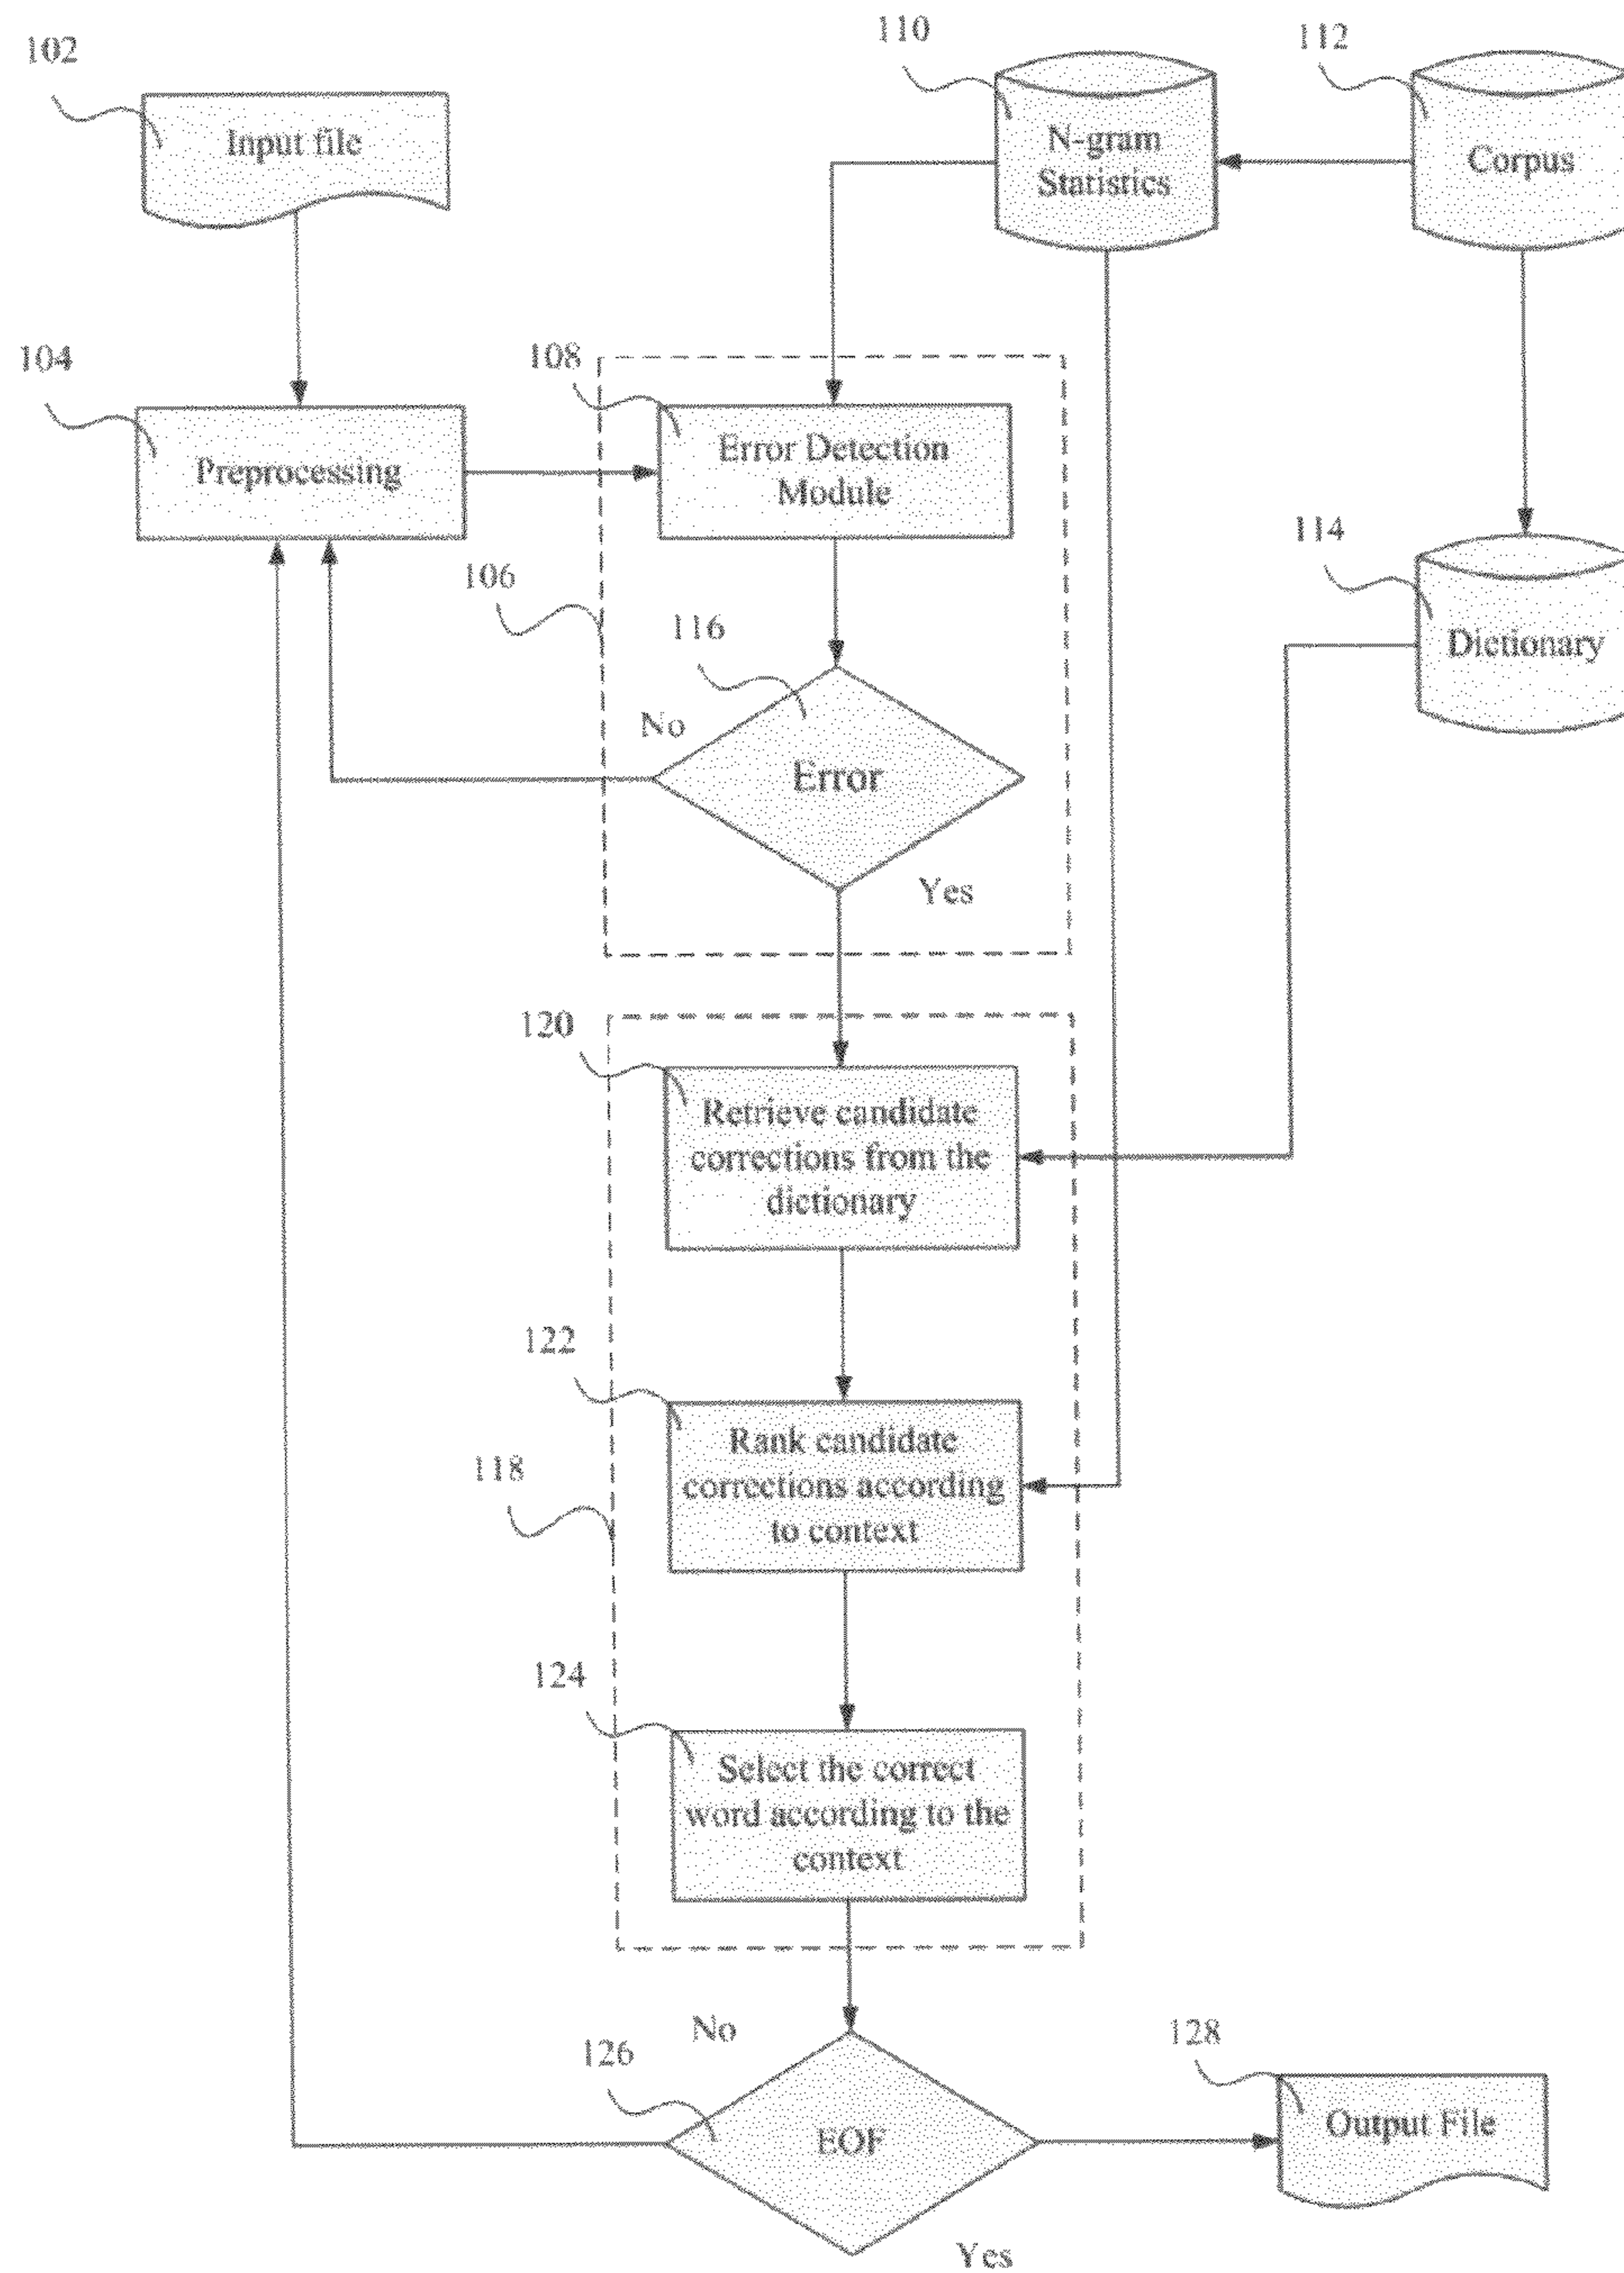 102
Input file
110
N-gram
Statistics
112
Corpus
104
Preprocessing
108
Error Detection
Module
106
116
No
Error
Yes
114
Dictionary
120
Retrieve candidate
corrections from the
dictionary
122
Rank candidate
corrections according
to context
118
124
Select the correct
word according to the
context
No
126
EOF
Yes
128
Output File